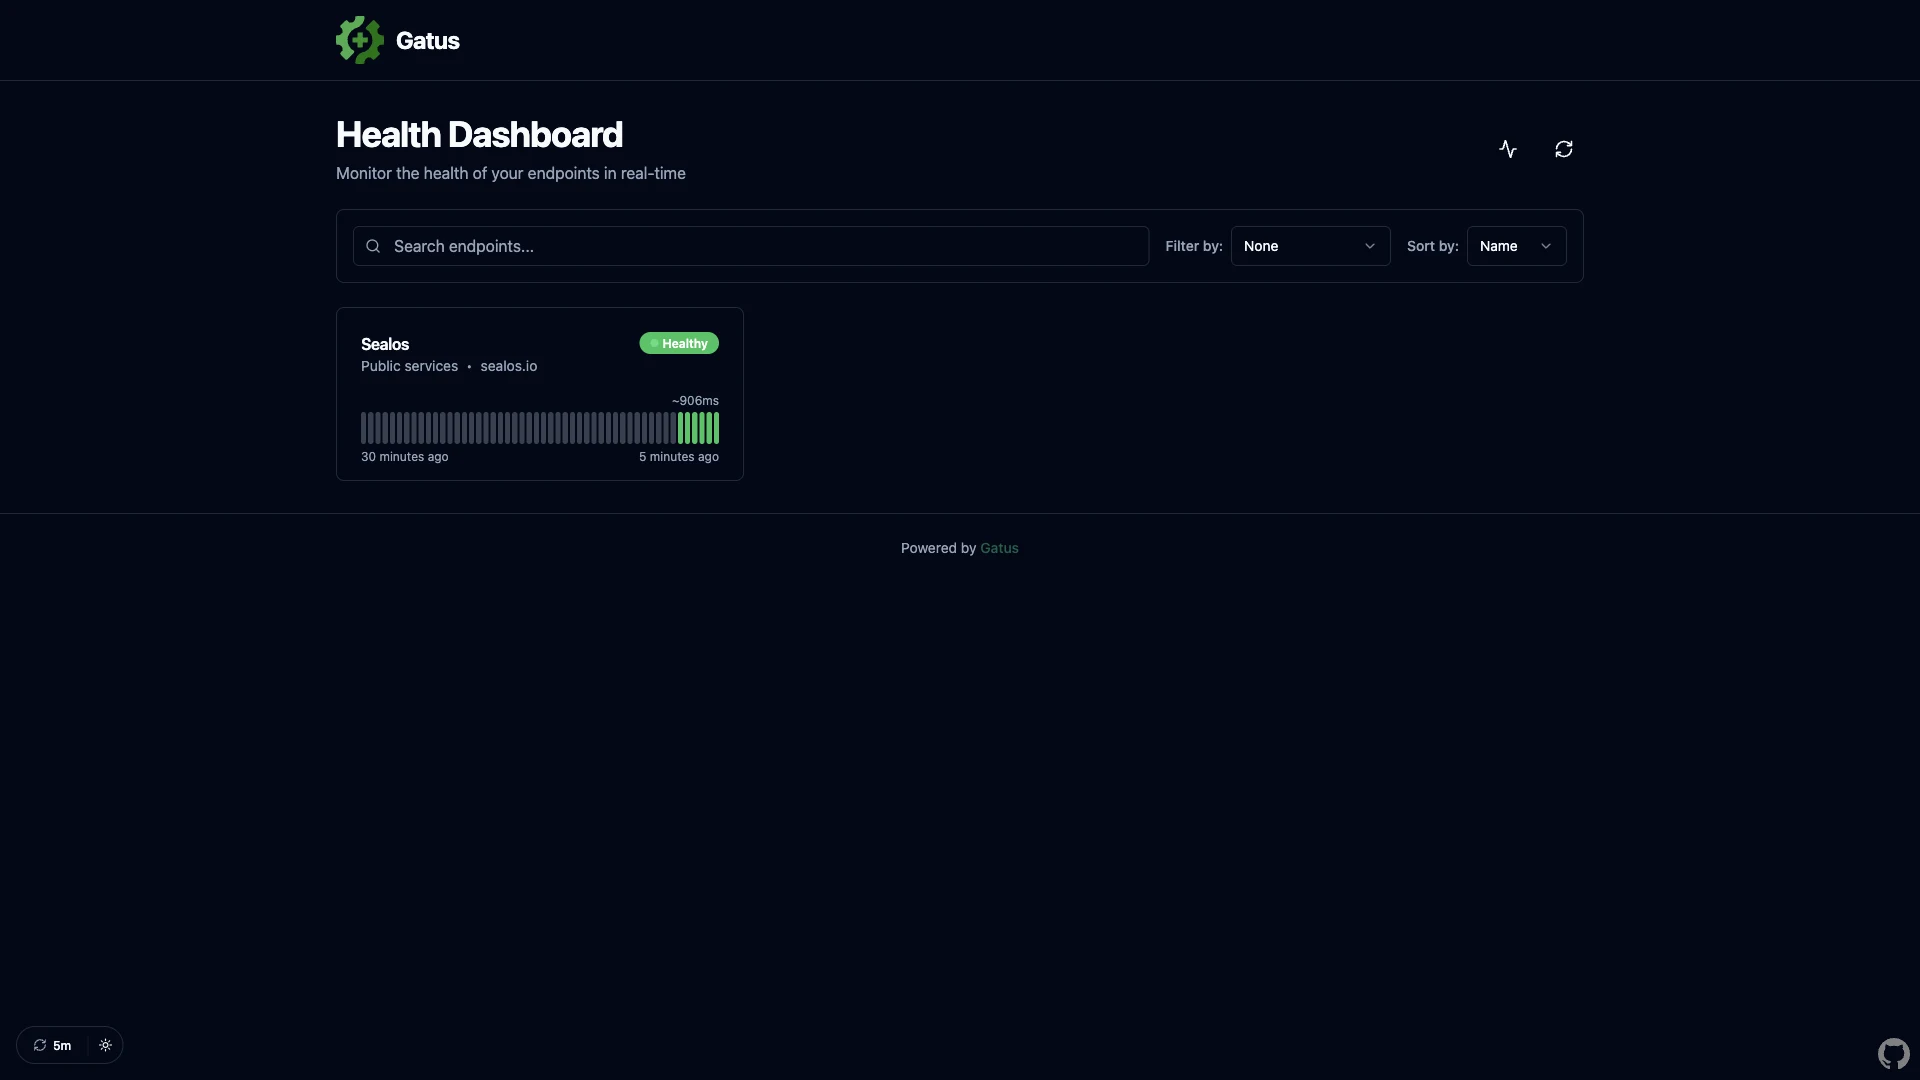 Gatus
Health Dashboard
Monitor the health of your endpoints in real-time
Search endpoints...
Filter by:
None
Sort by:
Name
Sealos
Healthy
Public services • sealos.io
~906ms
30 minutes ago
5 minutes ago
Powered by Gatus
5m